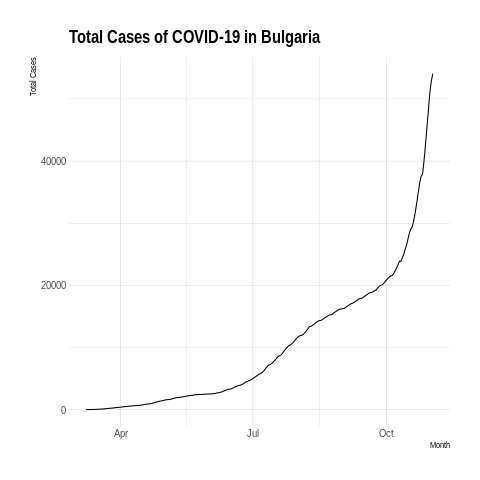 Total Cases of COVID-19 in Bulgaria
Total Cases
40000
20000
0
Apr Jul Oct
Month